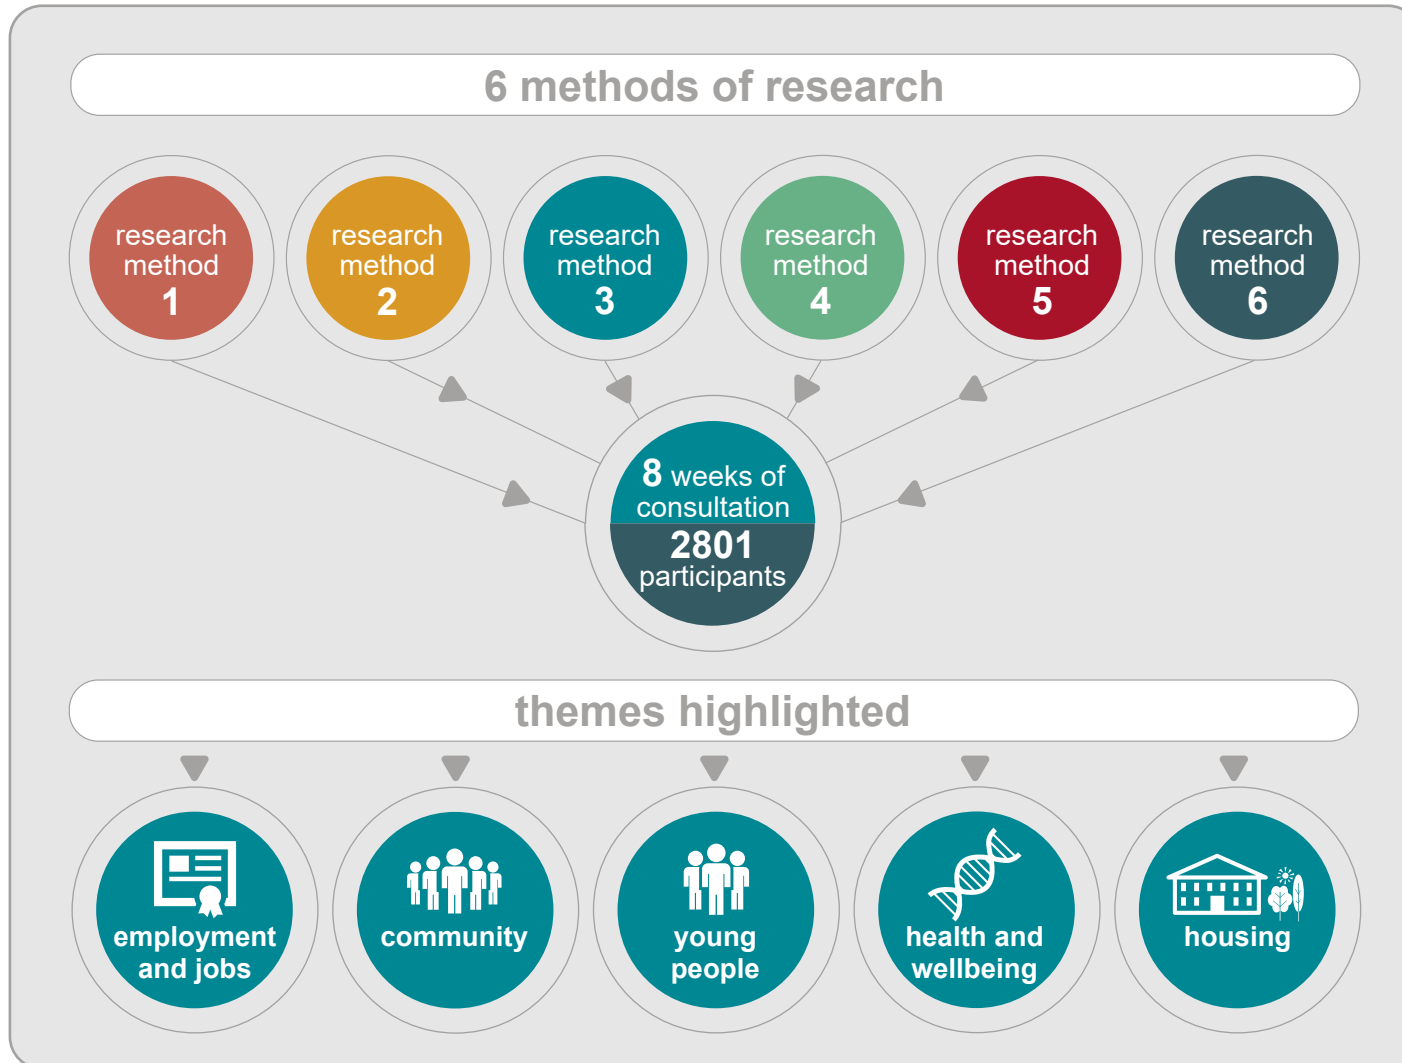 6 methods of research
research
method
1
research
method
2
research
method
3
research
method
4
research
method
5
research
method
6
8 weeks of
consultation
2801
participants
themes highlighted
employment
and jobs
community
young
people
health and
wellbeing
housing